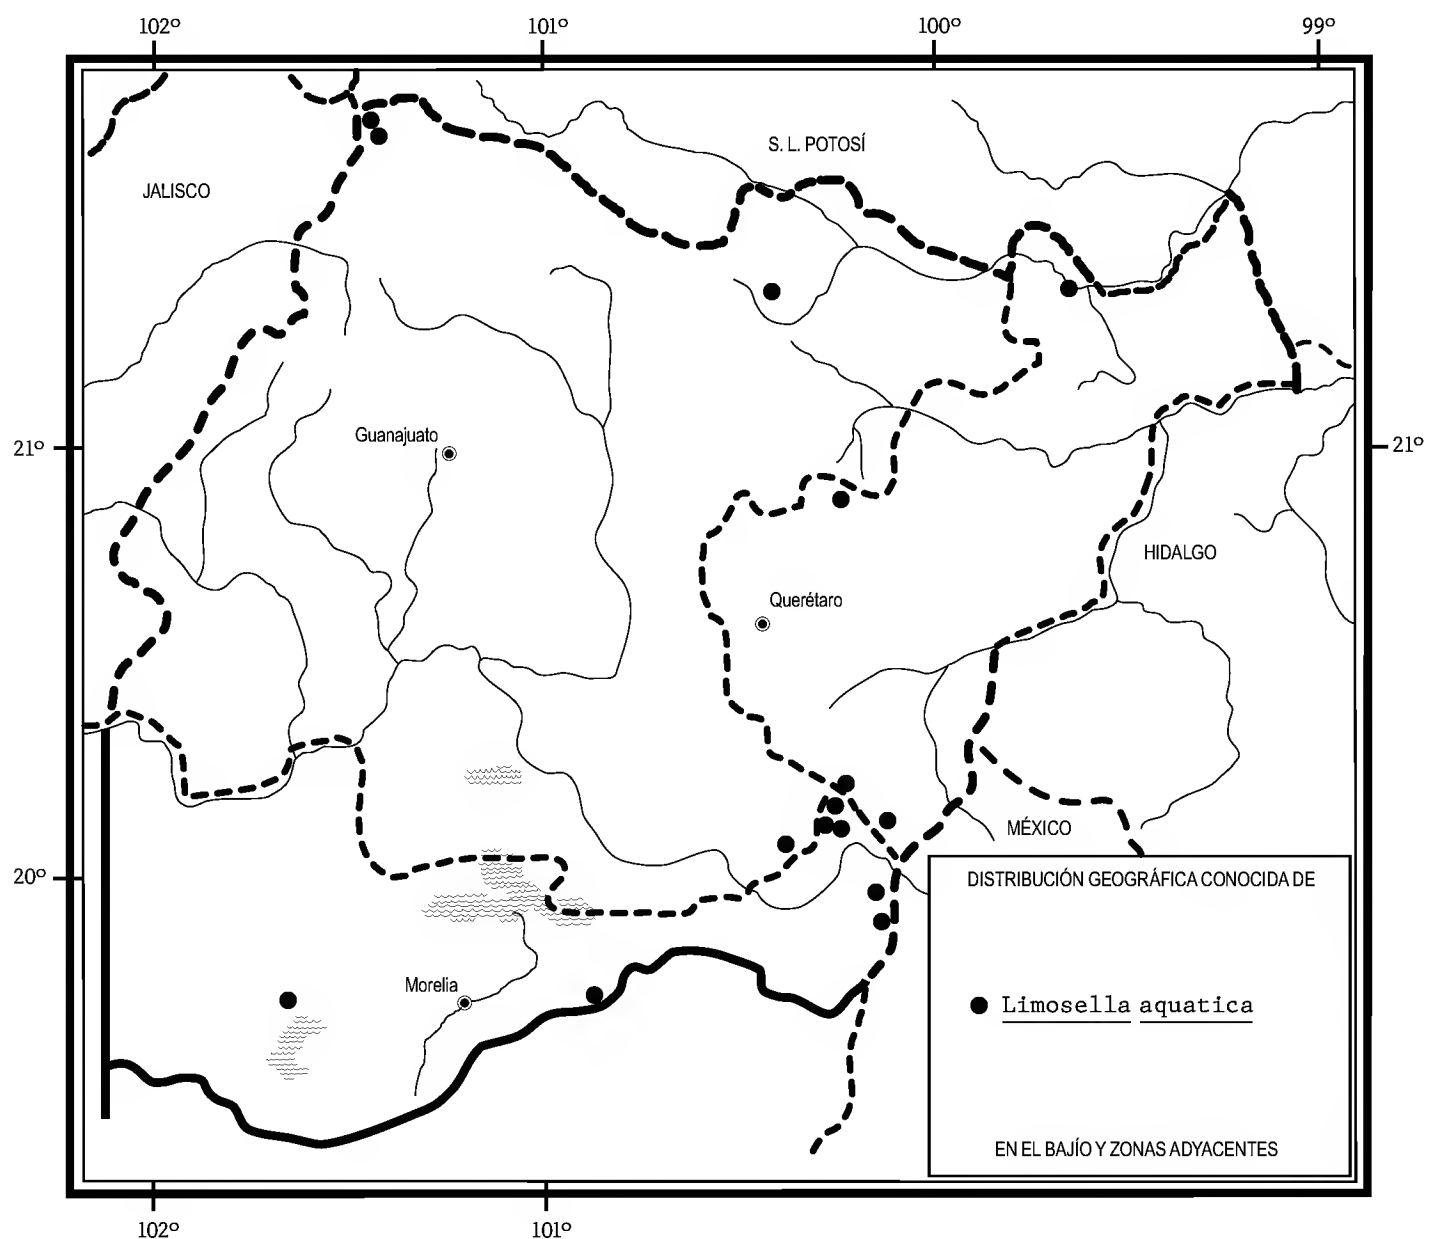 102º 101º 100º 99º
S. L. POTOSÍ
JALISCO
Guanajuato
21º
21º
HIDALGO
Querétaro
MÉXICO
20º
DISTRIBUCIÓN GEOGRÁFICA CONOCIDA DE
Morelia
Limosella aquatica
EN EL BAJÍO Y ZONAS ADYACENTES
102º 101º